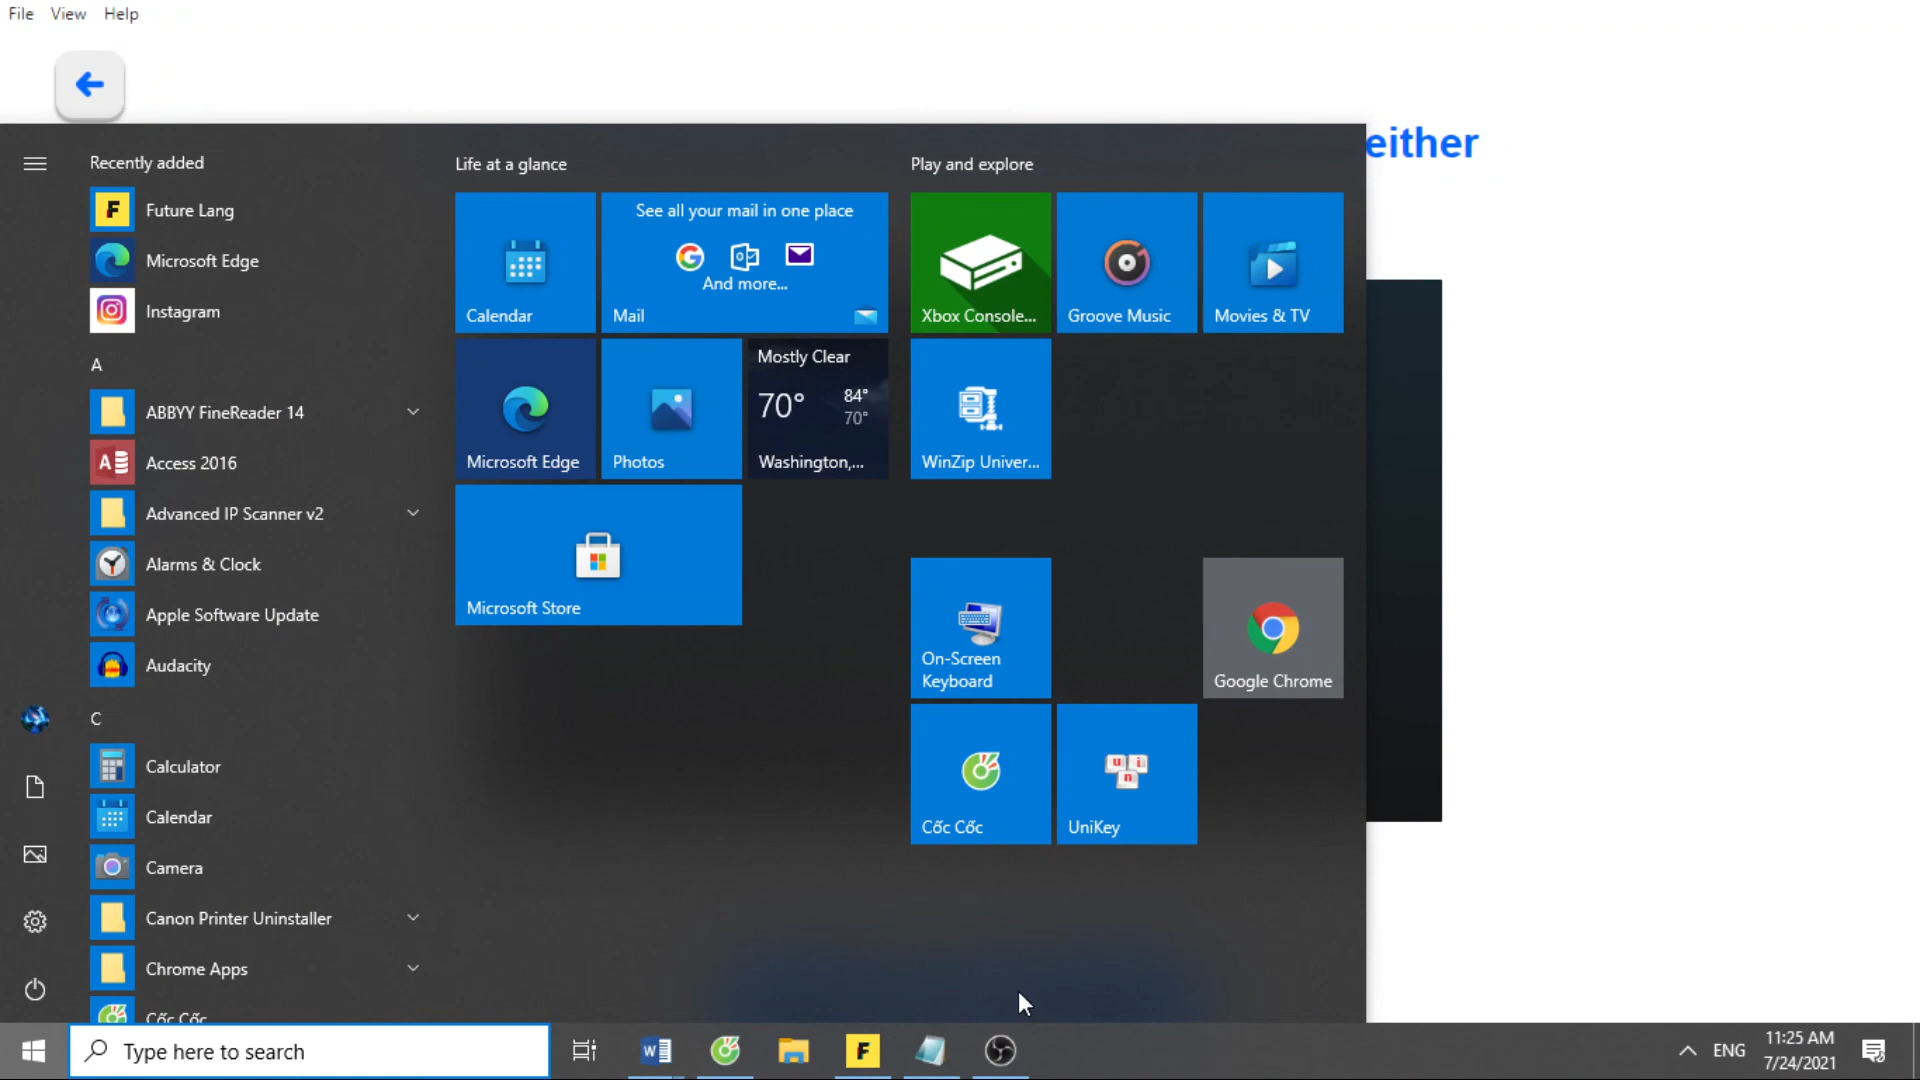 File View Help
either
Recently added
Future Lang
Microsoft Edge
Instagram
A
ABBYY FineReader 14
Access 2016
Advanced IP Scanner v2
Alarms & Clock
Apple Software Update
Audacity
C
Calculator
Calendar
Camera
Canon Printer Uninstaller
Chrome Apps
Cốc Cốc
Life at a glance
Calendar
See all your mail in one place
And more...
Mail
Microsoft Edge
Photos
Mostly Clear
70° 84°
70°
Washington,...
Microsoft Store
Play and explore
Xbox Console...
Groove Music
Movies & TV
WinZip Univer...
On-Screen
Keyboard
Google Chrome
Cốc Cốc
UniKey
Type here to search
ENG
11:25 AM
7/24/2021